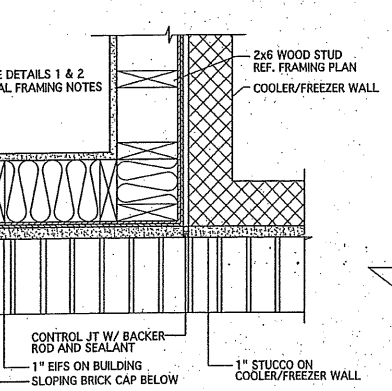 2x6 WOOD STUD
REF. FRAMING PLAN
E DETAILS 1 & 2
AL FRAMING NOTES
COOLER/FREEZER WALL
CONTROL JT W/ BACKER
ROD AND SEALANT
1" EIFS ON BUILDING
SLOPING BRICK CAP BELOW
1" STUCCO ON
COOLER/FREEZER WALL